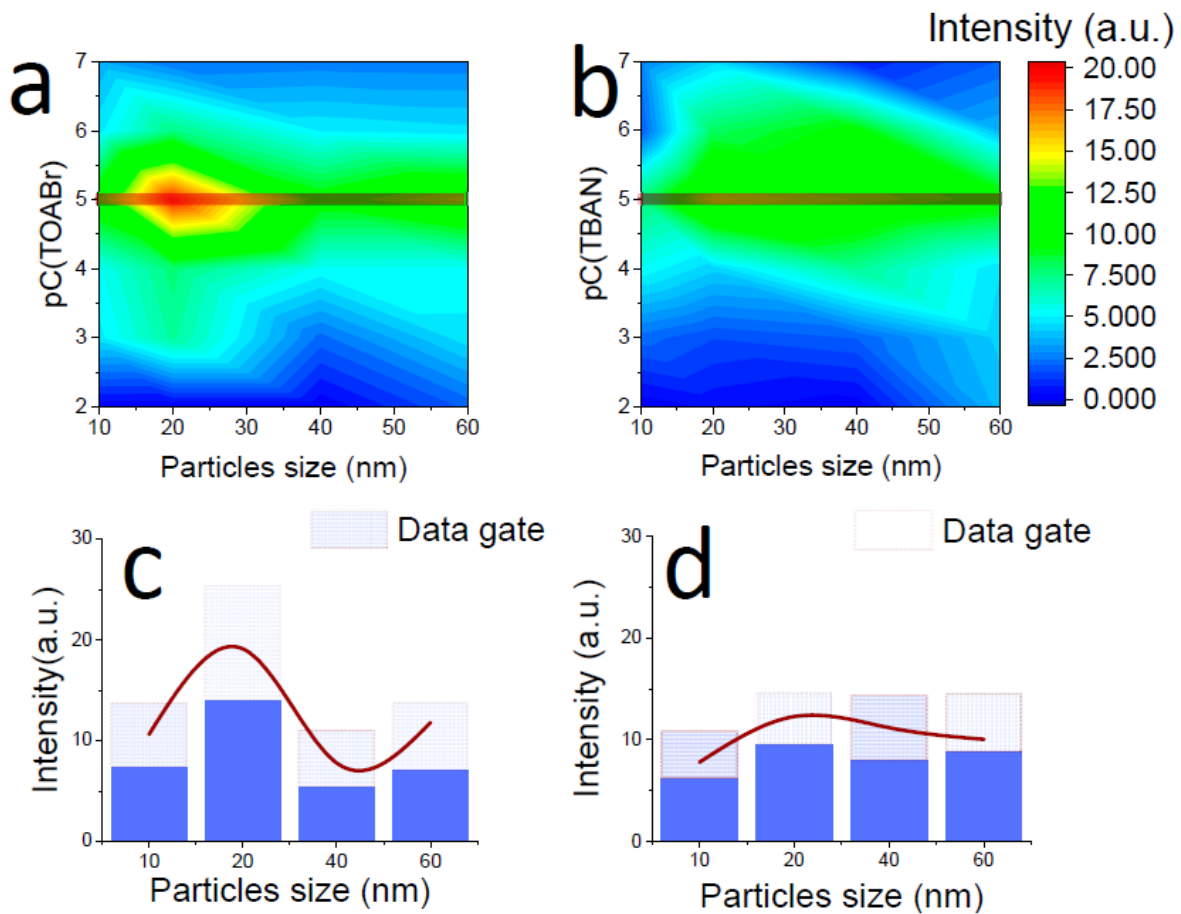 Intensity (a.u.)
a
pC(TOABr)
7
6
5
4
3
2
10 20 30 40 50 60
Particles size (nm)
b
pC(TBAN)
7
6
5
4
3
2
10 20 30 40 50 60
Particles size (nm)
20.00
17.50
15.00
12.50
10.00
7.500
5.000
2.500
0.000
c
Data gate
Intensity(a.u.)
30
20
10
0
10 20 40 60
Particles size (nm)
d
Data gate
Intensity (a.u.)
30
20
10
0
10 20 40 60
Particles size (nm)